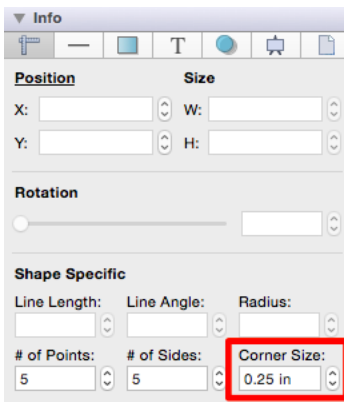 Info
T
Position Size
X: W:
Y: H:
Rotation
Shape Specific
Line Length: Line Angle: Radius:
# of Points: # of Sides: Corner Size:
5 5 0.25 in